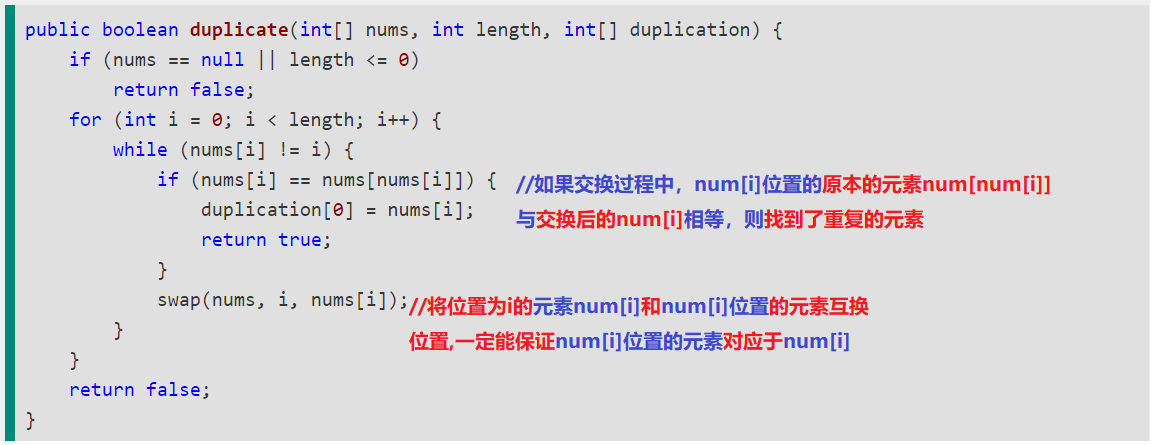 public boolean duplicate(int[] nums, int length, int[] duplication) {
if (nums == null || length <= 0)
return false;
for (int i = 0; i < length; i++) {
while (nums[i] != i) {
if (nums[i] == nums[nums[i]]) { //如果交换过程中，num[i]位置的原本的元素num[num[i]]
duplication[0] = nums[i]; 与交换后的num[i]相等，则找到了重复的元素
return true;
}
swap(nums, i, nums[i]); //将位置为i的元素num[i]和num[i]位置的元素互换
} 位置,一定能保证num[i]位置的元素对应于num[i]
}
return false;
}